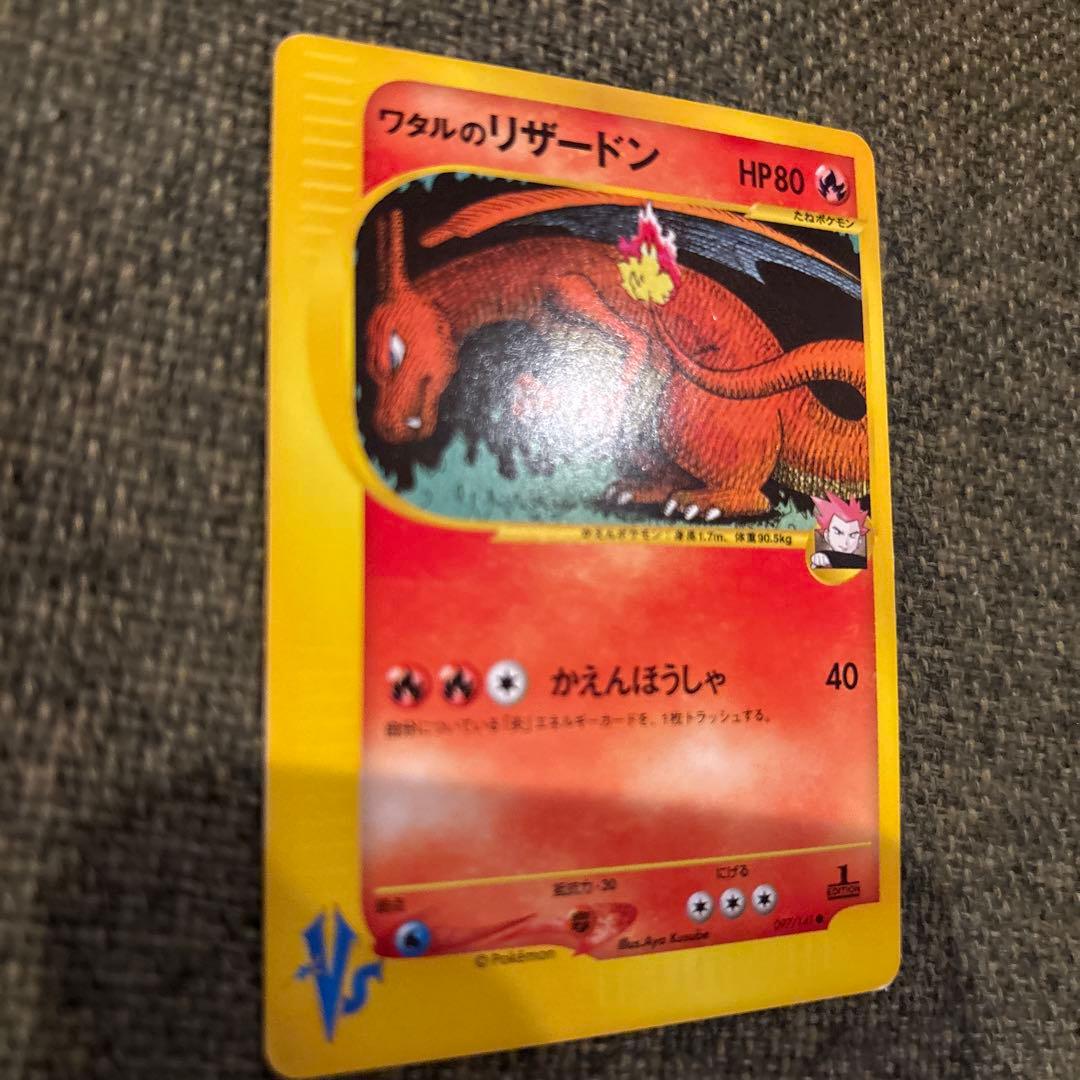 ワタルのリザードン HP80
たねポケモン
かえんポケモン 身長1.7m、体重90.5kg
かえんほうしゃ 40
自分についている「炎」エネルギーカードを、1枚トラッシュする。
弱点 抵抗力 -30 にげる
1
EDITION
Illus.Aya Kusube 097/141
©Pokémon
VS